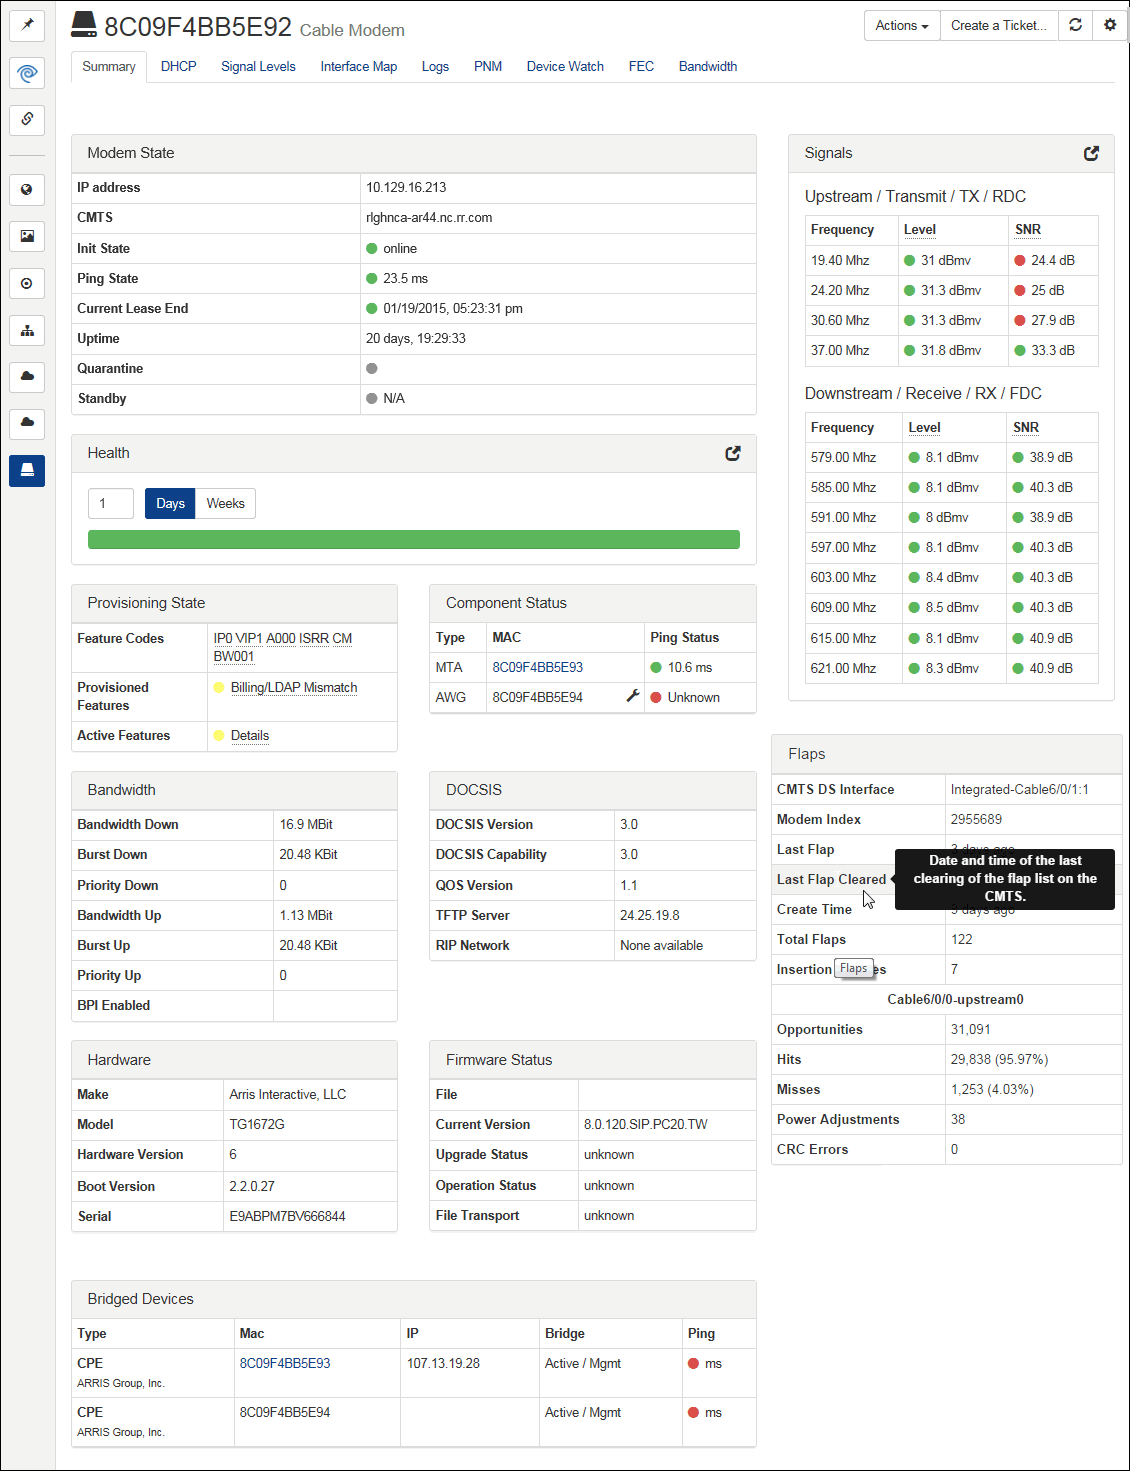 8C09F4BB5E92 Cable Modem
Actions Create a Ticket...
Summary DHCP Signal Levels Interface Map Logs PNM Device Watch FEC Bandwidth
Modem State
IP address 10.129.16.213
CMTS rlghnca-ar44.nc.rr.com
Init State online
Ping State 23.5 ms
Current Lease End 01/19/2015, 05:23:31 pm
Uptime 20 days, 19:29:33
Quarantine
Standby N/A
Health
1 Days Weeks
Provisioning State
Feature Codes IP0 VIP1 A000 ISRR CM
BW001
Provisioned
Features
Billing/LDAP Mismatch
Active Features Details
Component Status
Type MAC Ping Status
MTA 8C09F4BB5E93 10.6 ms
AWG 8C09F4BB5E94 Unknown
Bandwidth
Bandwidth Down 16.9 MBit
Burst Down 20.48 KBit
Priority Down 0
Bandwidth Up 1.13 MBit
Burst Up 20.48 KBit
Priority Up 0
BPI Enabled
DOCSIS
DOCSIS Version 3.0
DOCSIS Capability 3.0
QOS Version 1.1
TFTP Server 24.25.19.8
RIP Network None available
Hardware
Make Arris Interactive, LLC
Model TG1672G
Hardware Version 6
Boot Version 2.2.0.27
Serial E9ABPM7BV666844
Firmware Status
File
Current Version 8.0.120.SIP.PC20.TW
Upgrade Status unknown
Operation Status unknown
File Transport unknown
Bridged Devices
Type Mac IP Bridge Ping
CPE 8C09F4BB5E93 107.13.19.28 Active / Mgmt ms
ARRIS Group, Inc.
CPE 8C09F4BB5E94 Active / Mgmt ms
ARRIS Group, Inc.
Signals
Upstream / Transmit / TX / RDC
Frequency Level SNR
19.40 Mhz 31 dBmv 24.4 dB
24.20 Mhz 31.3 dBmv 25 dB
30.60 Mhz 31.3 dBmv 27.9 dB
37.00 Mhz 31.8 dBmv 33.3 dB
Downstream / Receive / RX / FDC
Frequency Level SNR
579.00 Mhz 8.1 dBmv 38.9 dB
585.00 Mhz 8.1 dBmv 40.3 dB
591.00 Mhz 8 dBmv 38.9 dB
597.00 Mhz 8.1 dBmv 40.3 dB
603.00 Mhz 8.4 dBmv 40.3 dB
609.00 Mhz 8.5 dBmv 40.3 dB
615.00 Mhz 8.1 dBmv 40.9 dB
621.00 Mhz 8.3 dBmv 40.9 dB
Flaps
CMTS DS Interface Integrated-Cable6/0/1:1
Modem Index 2955689
Last Flap 3 days ago
Last Flap Cleared
Date and time of the last
clearing of the flap list on the
CMTS.
Create Time days ago
Total Flaps 122
Insertion 7
Flaps
Cable6/0/0-upstream0
Opportunities 31,091
Hits 29,838 (95.97%)
Misses 1,253 (4.03%)
Power Adjustments 38
CRC Errors 0